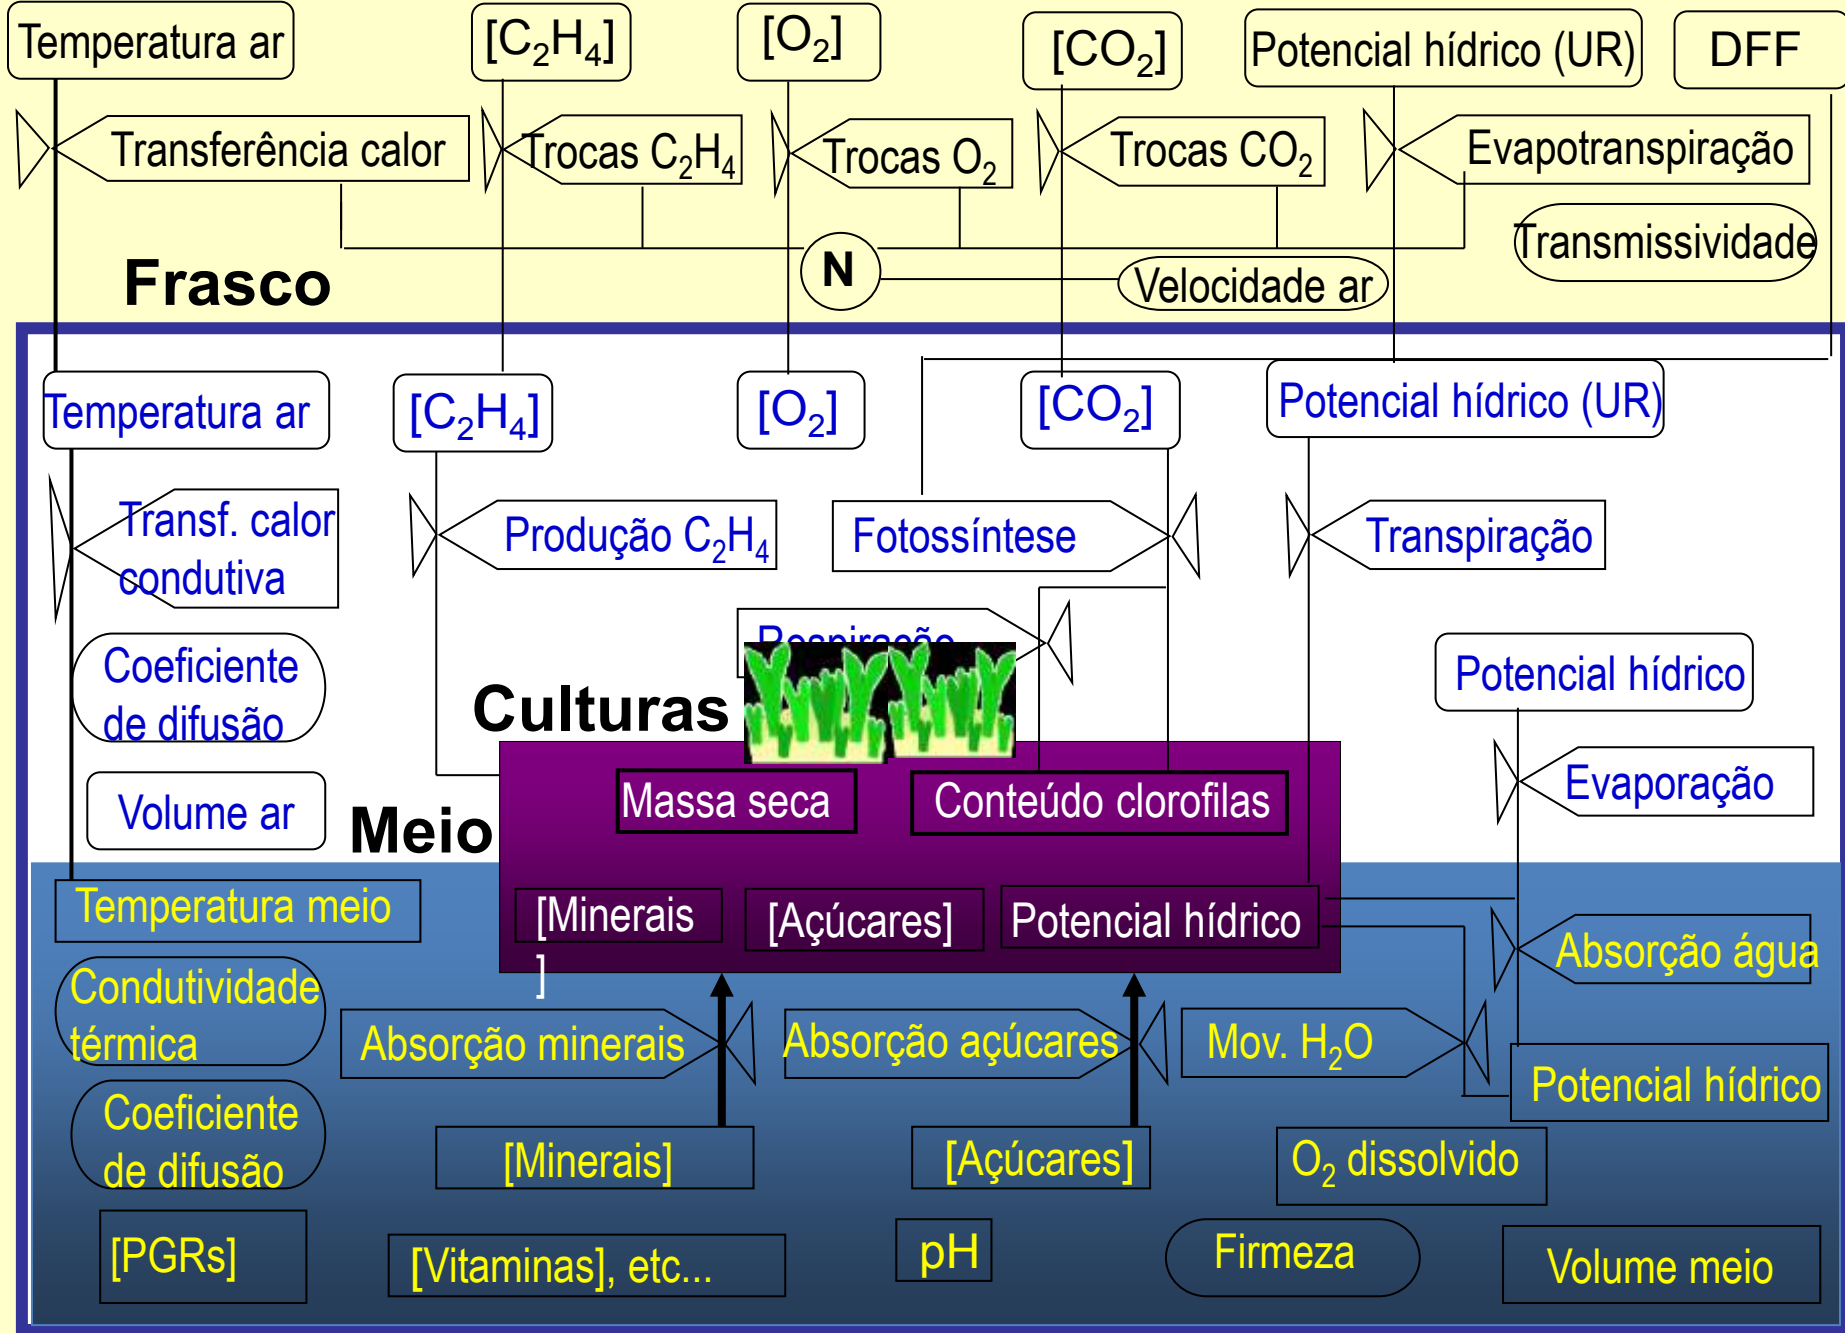 Temperatura ar
[C₂H₄]
[O₂]
[CO₂]
Potencial hídrico (UR)
DFF
Transferência calor
Trocas C₂H₄
Trocas O₂
Trocas CO₂
Evapotranspiração
Transmissividade
N
Velocidade ar
Frasco
Temperatura ar
[C₂H₄]
[O₂]
[CO₂]
Potencial hídrico (UR)
Transf. calor
condutiva
Produção C₂H₄
Fotossíntese
Transpiração
Respiração
Coeficiente
de difusão
Potencial hídrico
Culturas
Volume ar
Massa seca
Conteúdo clorofilas
Evaporação
Meio
Temperatura meio
[Minerais
]
[Açúcares]
Potencial hídrico
Absorção água
Condutividade
térmica
Absorção minerais
Absorção açúcares
Mov. H₂O
Potencial hídrico
Coeficiente
de difusão
[Minerais]
[Açúcares]
O₂ dissolvido
[PGRs]
[Vitaminas], etc...
pH
Firmeza
Volume meio